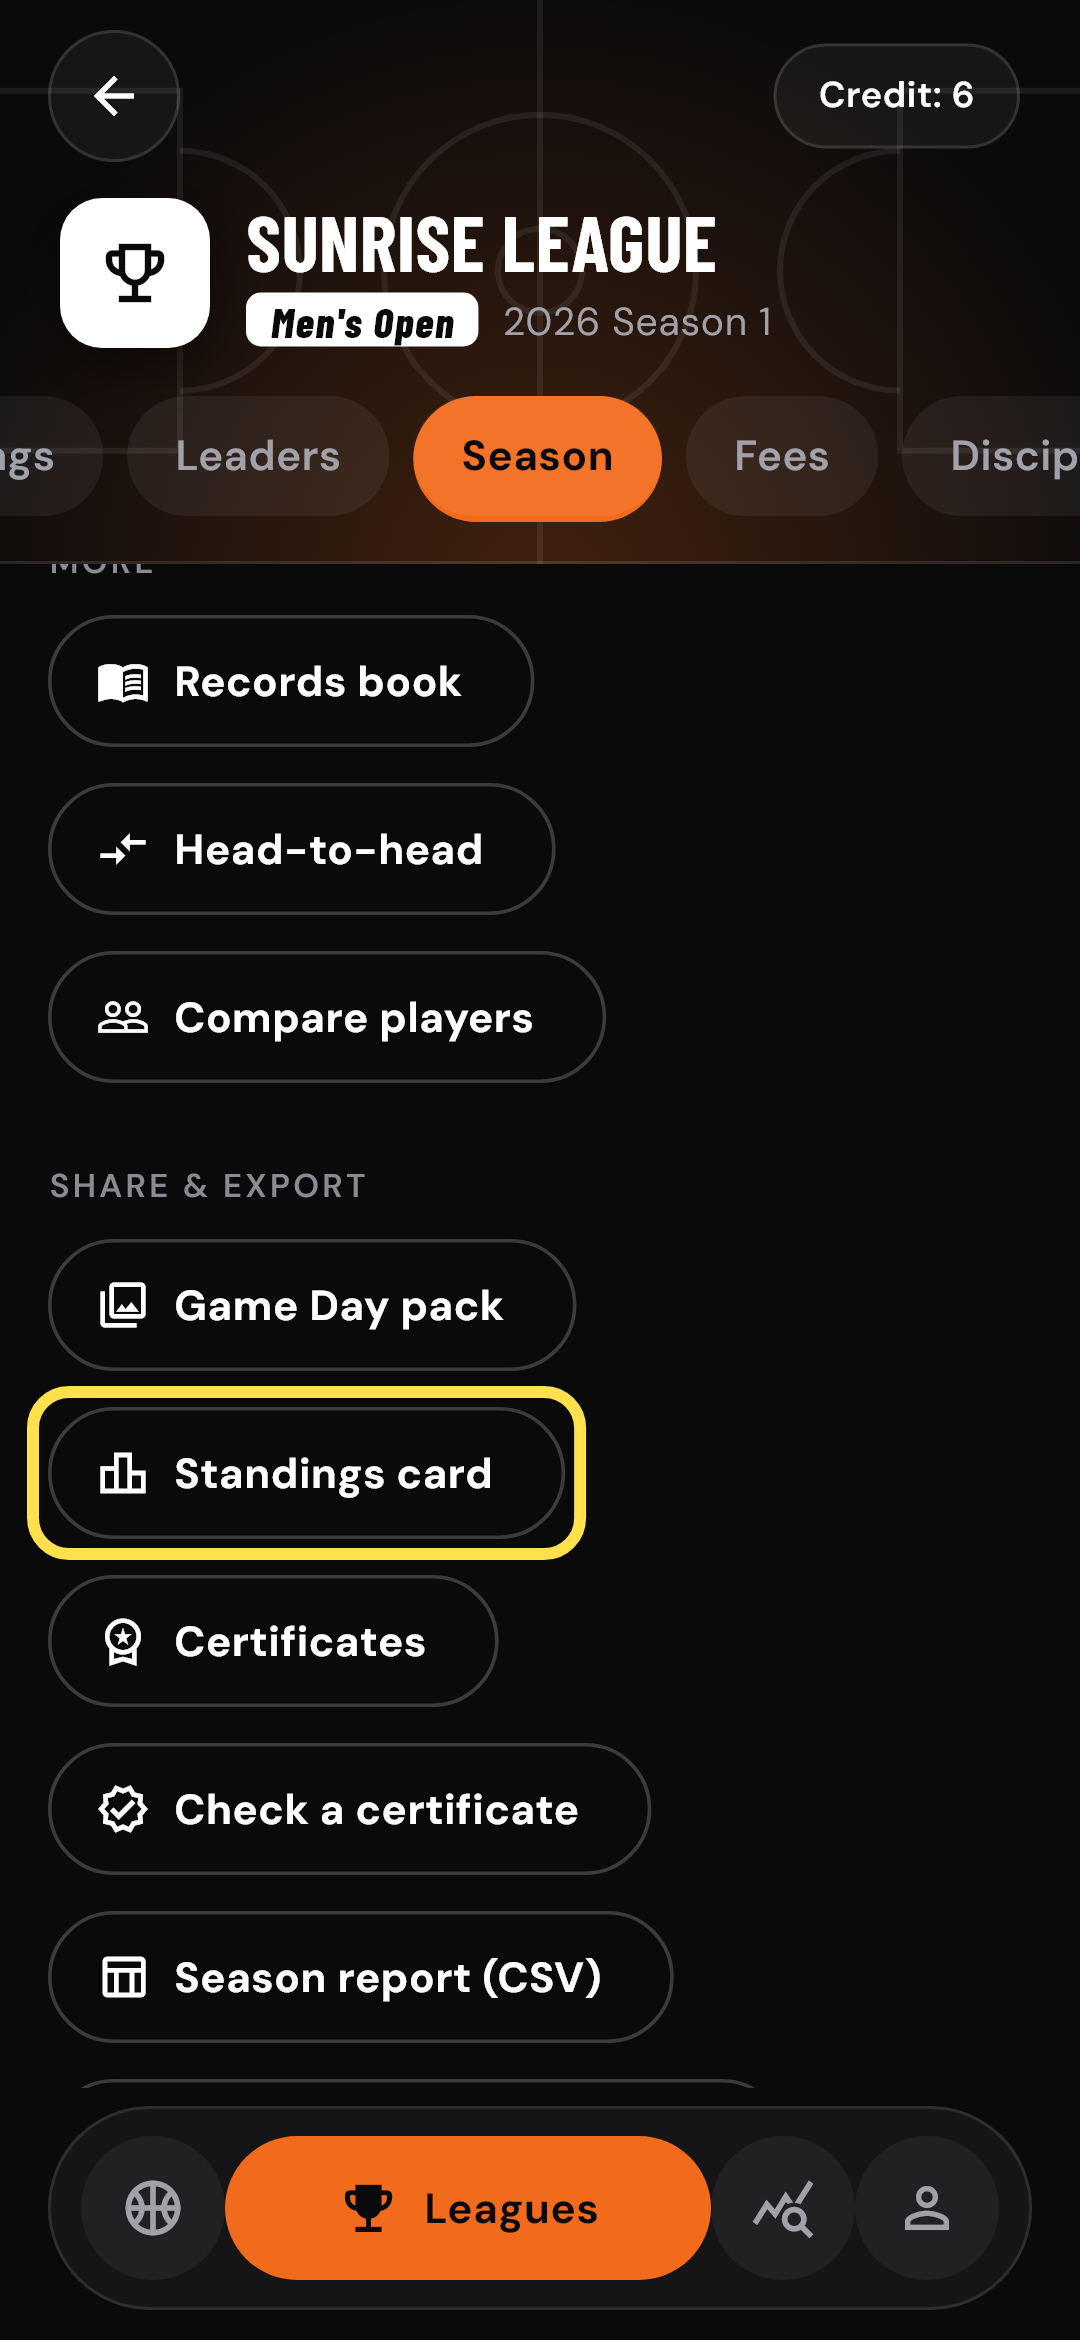 Credit: 6
SUNRISE LEAGUE
Men's Open 2026 Season 1
Leaders Season Fees
MORE
Records book
Head-to-head
Compare players
SHARE & EXPORT
Game Day pack
Standings card
Certificates
Check a certificate
Season report (CSV)
Leagues